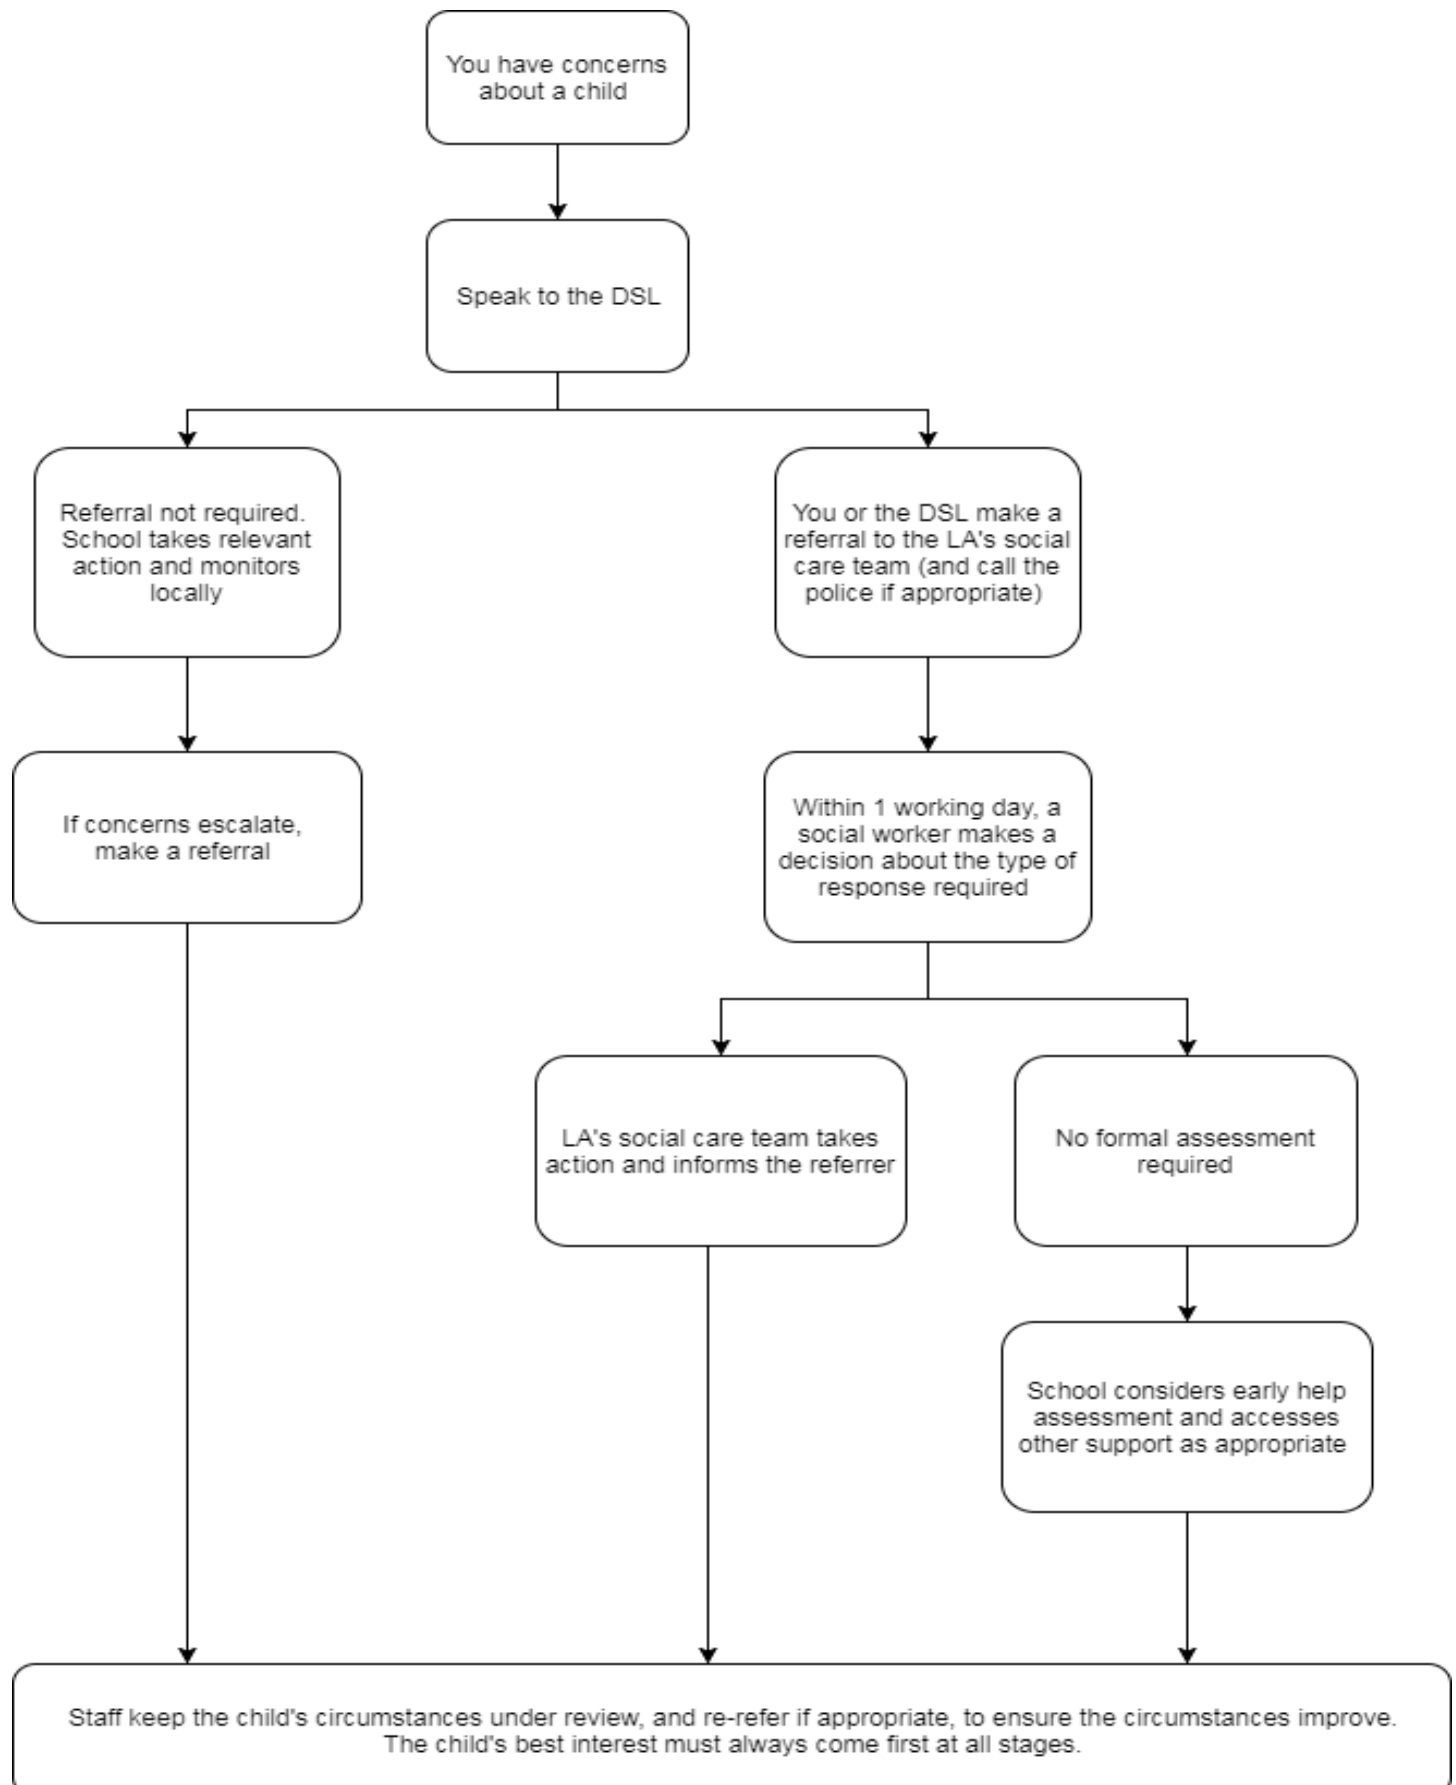 You have concerns
about a child
Speak to the DSL
Referral not required.
School takes relevant
action and monitors
locally
You or the DSL make a
referral to the LA's social
care team (and call the
police if appropriate)
If concerns escalate,
make a referral
Within 1 working day, a
social worker makes a
decision about the type of
response required
LA's social care team takes
action and informs the referrer
No formal assessment
required
School considers early help
assessment and accesses
other support as appropriate
Staff keep the child's circumstances under review, and re-refer if appropriate, to ensure the circumstances improve.
The child's best interest must always come first at all stages.